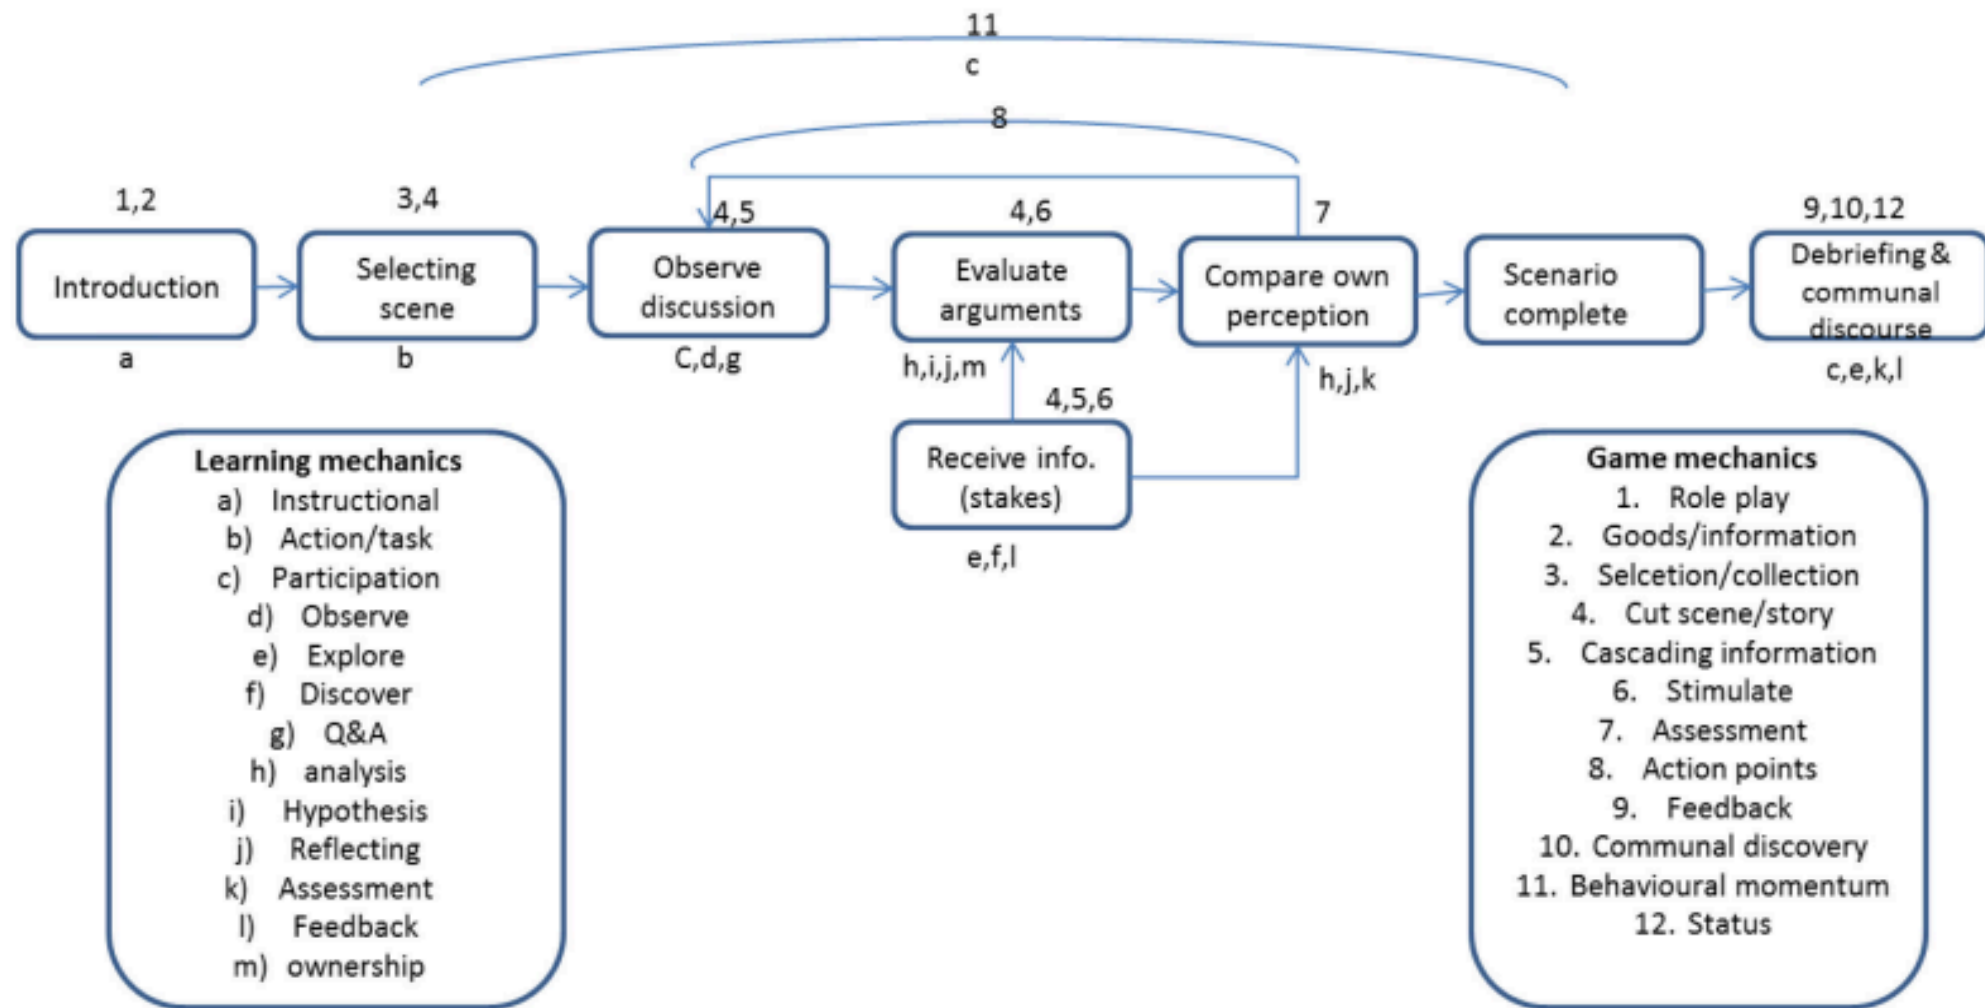 11
c
8
1,2
3,4
4,5
4,6
7
9,10,12
Introduction
Selecting
scene
Observe
discussion
Evaluate
arguments
Compare own
perception
Scenario
complete
Debriefing &
communal
discourse
a
b
C,d,g
h,i,j,m
h,j,k
c,e,k,l
4,5,6
Receive info.
(stakes)
e,f,l
Learning mechanics
a) Instructional
b) Action/task
c) Participation
d) Observe
e) Explore
f) Discover
g) Q&A
h) analysis
i) Hypothesis
j) Reflecting
k) Assessment
l) Feedback
m) ownership
Game mechanics
1. Role play
2. Goods/information
3. Selcetion/collection
4. Cut scene/story
5. Cascading information
6. Stimulate
7. Assessment
8. Action points
9. Feedback
10. Communal discovery
11. Behavioural momentum
12. Status